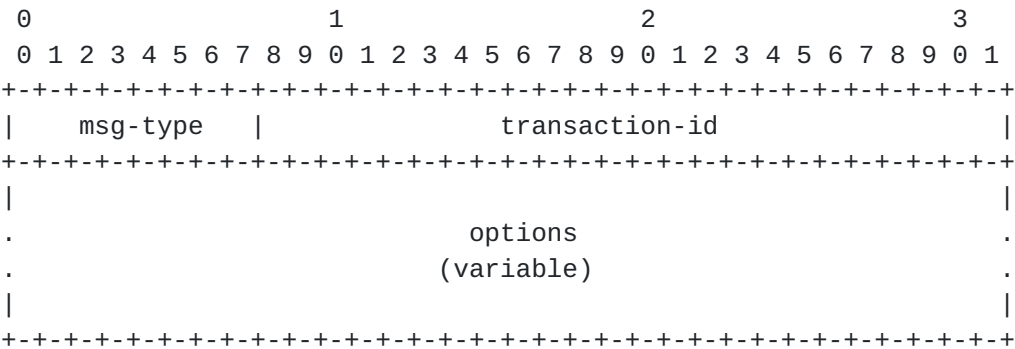 0                   1                   2                   3
 0 1 2 3 4 5 6 7 8 9 0 1 2 3 4 5 6 7 8 9 0 1 2 3 4 5 6 7 8 9 0 1
+-+-+-+-+-+-+-+-+-+-+-+-+-+-+-+-+-+-+-+-+-+-+-+-+-+-+-+-+-+-+-+-+
|    msg-type   |               transaction-id                  |
+-+-+-+-+-+-+-+-+-+-+-+-+-+-+-+-+-+-+-+-+-+-+-+-+-+-+-+-+-+-+-+-+
|                                                               |
.                             options                           .
.                           (variable)                          .
|                                                               |
+-+-+-+-+-+-+-+-+-+-+-+-+-+-+-+-+-+-+-+-+-+-+-+-+-+-+-+-+-+-+-+-+